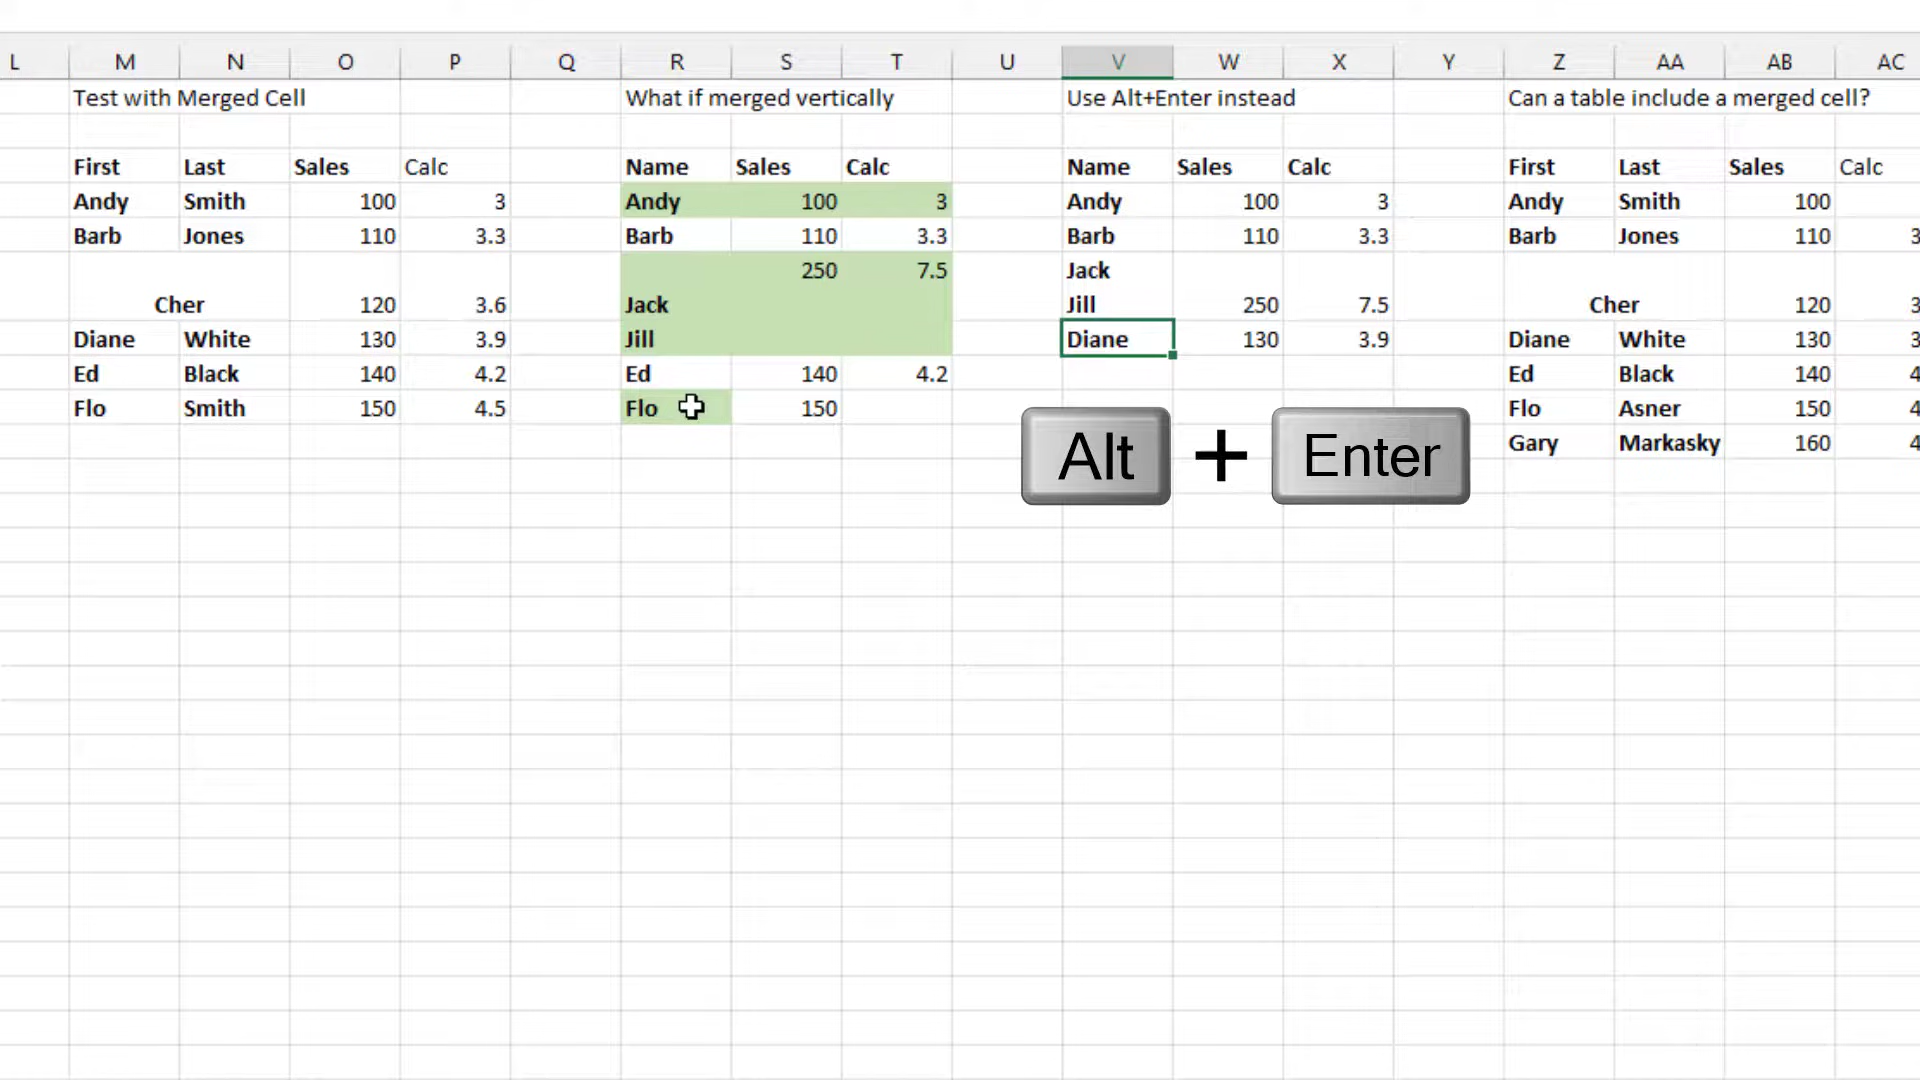 L M N O P Q R S T U V W X Y Z AA AB AC
Test with Merged Cell What if merged vertically Use Alt+Enter instead Can a table include a merged cell?
First Last Sales Calc Name Sales Calc Name Sales Calc First Last Sales Calc
Andy Smith 100 3 Andy 100 3 Andy 100 3 Andy Smith 100
Barb Jones 110 3.3 Barb 110 3.3 Barb 110 3.3 Barb Jones 110 3
250 7.5 Jack
Cher 120 3.6 Jack Jill 250 7.5 Cher 120 3
Diane White 130 3.9 Jill Diane 130 3.9 Diane White 130 3
Ed Black 140 4.2 Ed 140 4.2 Ed Black 140 4
Flo Smith 150 4.5 Flo 150 Flo Asner 150 4
Gary Markasky 160 4
Alt + Enter